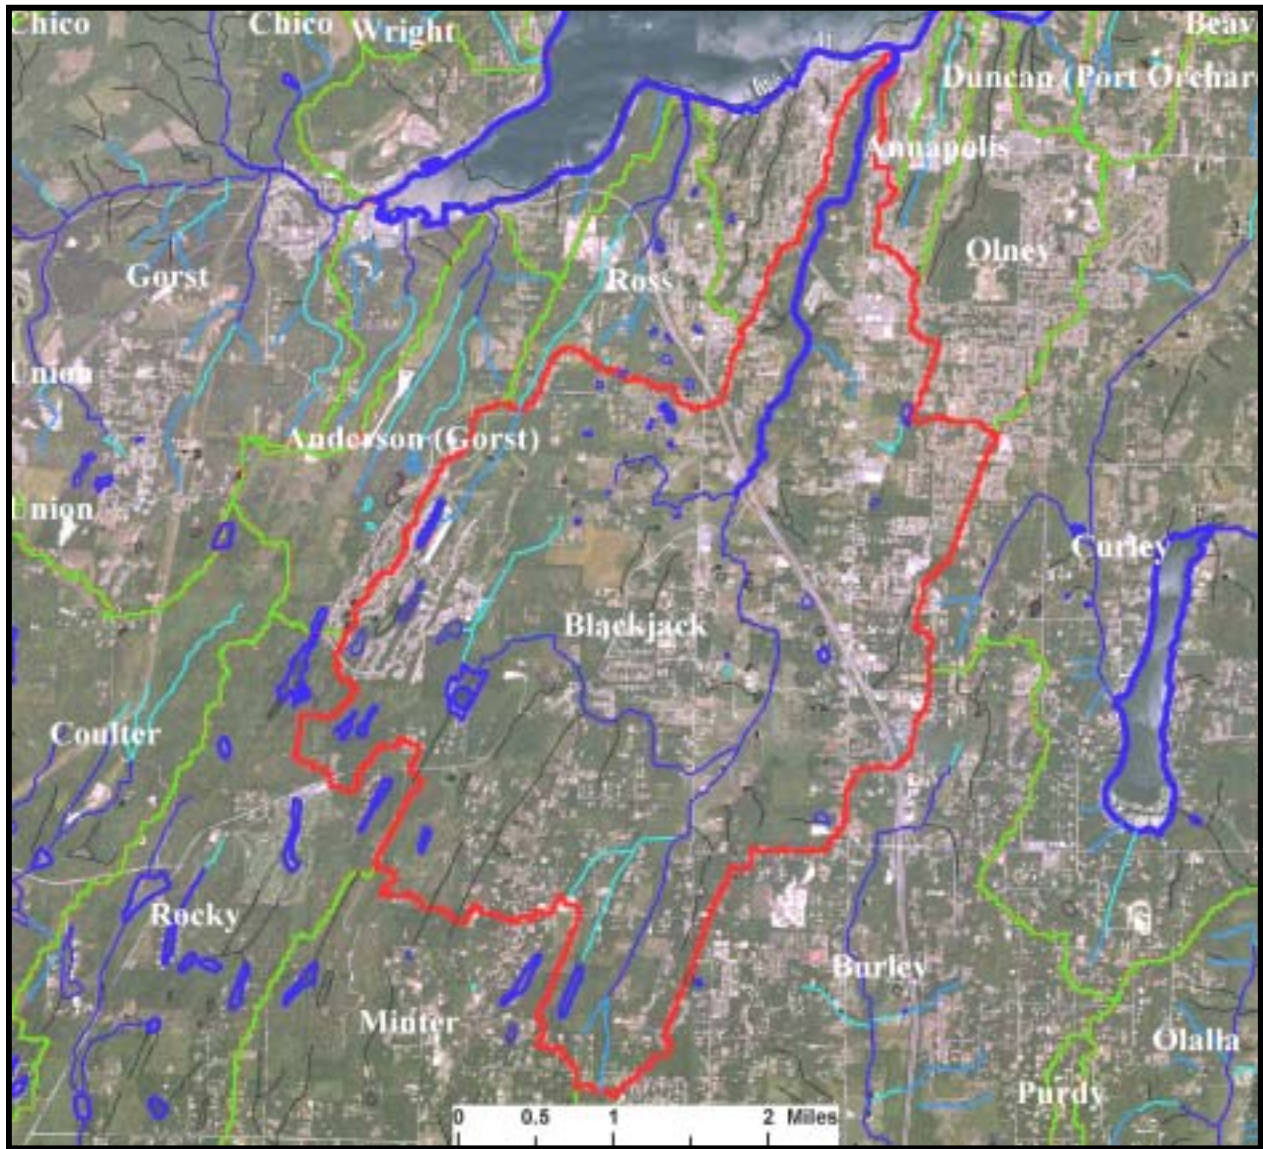 Chico
Chico
Wright
Beav
Duncan (Port Orchar
Annapolis
Olney
Gorst
Ross
Union
Anderson (Gorst)
Union
Curley
Blackjack
Coulter
Rocky
Burley
Minter
Olalla
Purdy
0 0.5 1 2 Miles